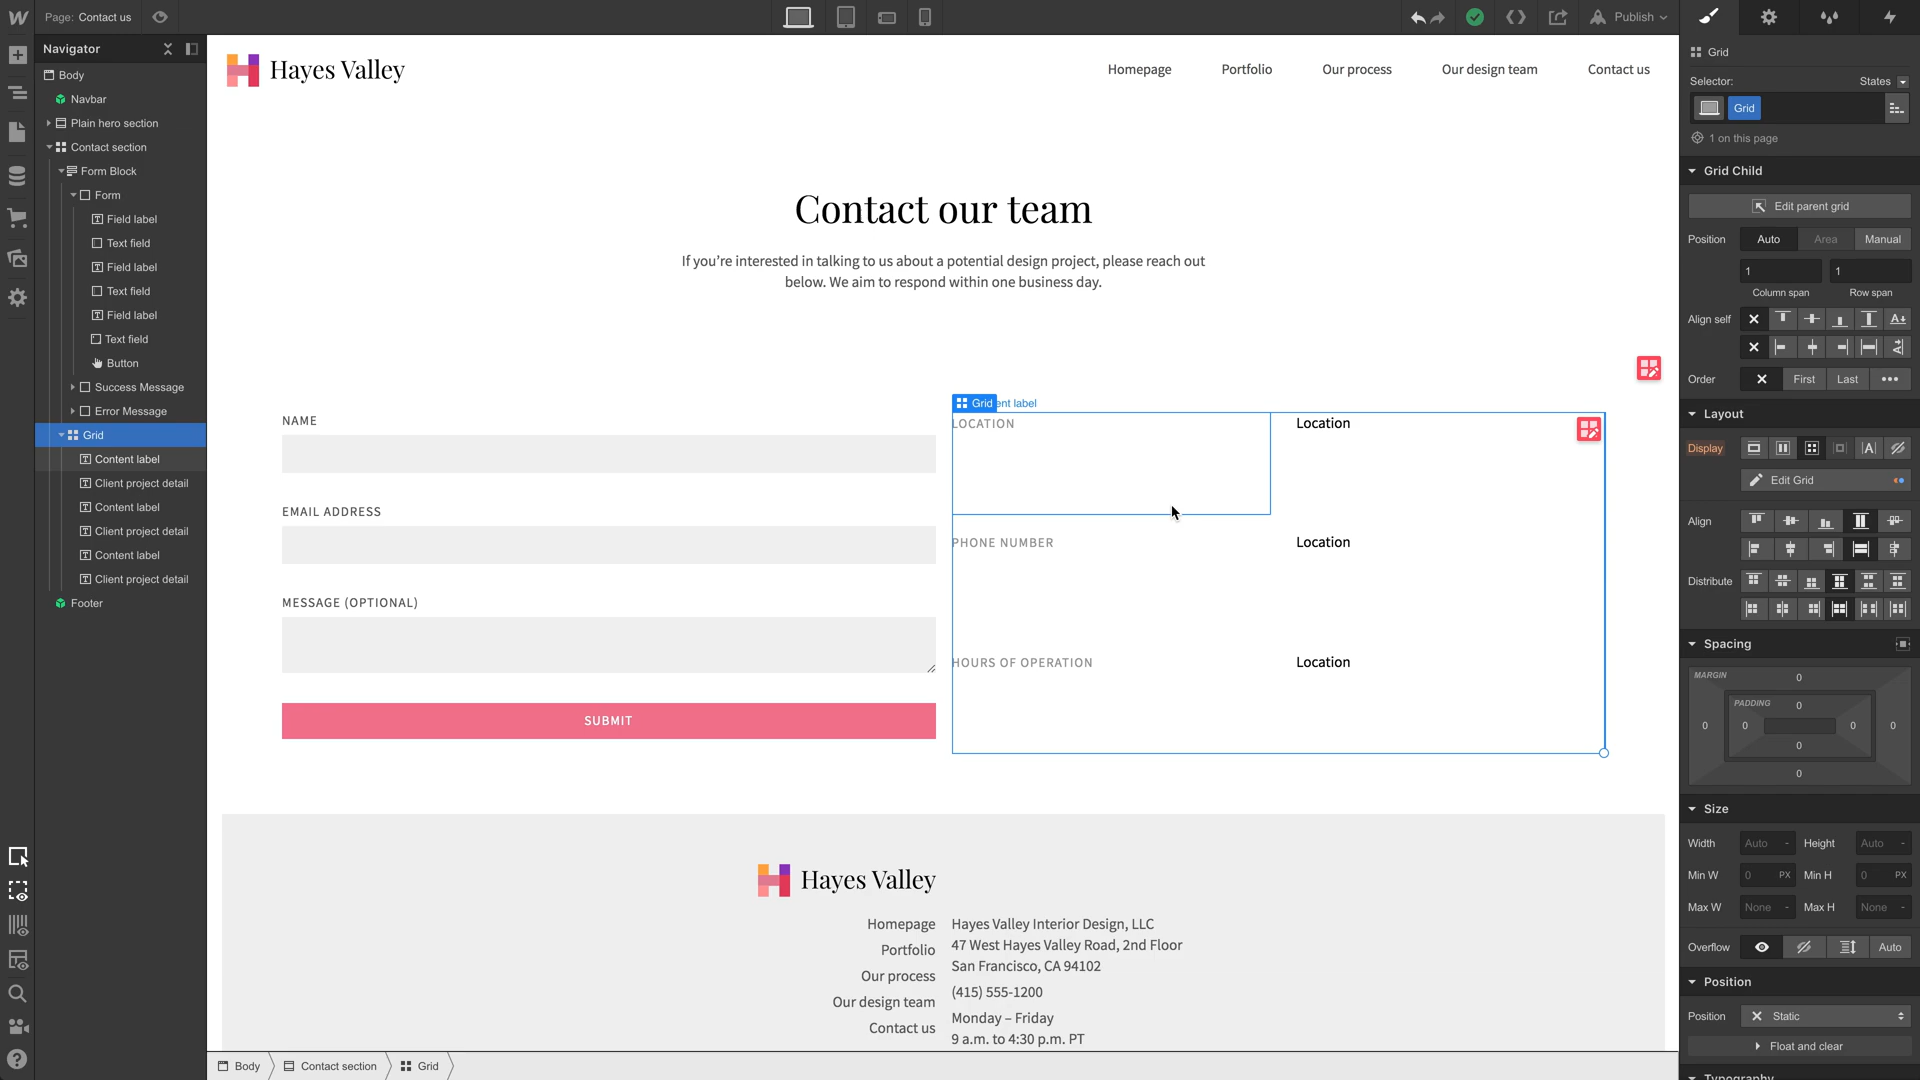 Page: Contact us
Publish
Navigator
Body
Navbar
Plain hero section
Contact section
Form Block
Form
Field label
Text field
Field label
Text field
Field label
Text field
Button
Success Message
Error Message
Grid
Content label
Client project detail
Content label
Client project detail
Content label
Client project detail
Footer
Hayes Valley
Homepage
Portfolio
Our process
Our design team
Contact us
Contact our team
If you're interested in talking to us about a potential design project, please reach out
below. We aim to respond within one business day.
NAME
EMAIL ADDRESS
MESSAGE (OPTIONAL)
SUBMIT
Grid
LOCATION
Location
PHONE NUMBER
Location
HOURS OF OPERATION
Location
Hayes Valley
Homepage
Portfolio
Our process
Our design team
Contact us
Hayes Valley Interior Design, LLC
47 West Hayes Valley Road, 2nd Floor
San Francisco, CA 94102
(415) 555-1200
Monday – Friday
9 a.m. to 4:30 p.m. PT
Body
Contact section
Grid
Grid
Selector:
States
Grid
1 on this page
Grid Child
Edit parent grid
Position
Auto
Area
Manual
1
1
Column span
Row span
Align self
Order
First
Last
Layout
Display
Edit Grid
Align
Distribute
Spacing
MARGIN
0
PADDING
0
0
0
0
0
0
0
Size
Width
Auto
-
Height
Auto
-
Min W
0
PX
Min H
0
PX
Max W
None
-
Max H
None
-
Overflow
Auto
Position
Position
Static
Float and clear
Typography